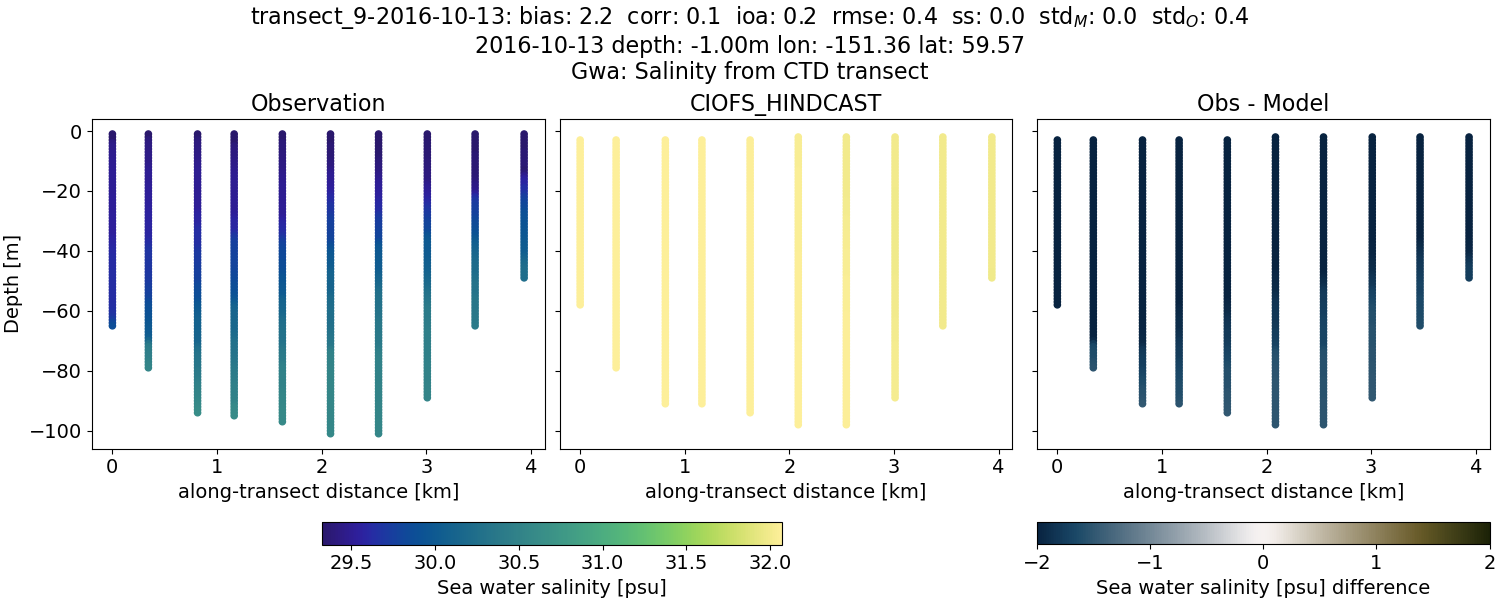 transect_9-2016-10-13: bias: 2.2 corr: 0.1 ioa: 0.2 rmse: 0.4 ss: 0.0 std_M: 0.0 std_O: 0.4
2016-10-13 depth: -1.00m lon: -151.36 lat: 59.57
Gwa: Salinity from CTD transect
Observation
CIOFS_HINDCAST
Obs - Model
Depth [m]
0
−20
−40
−60
−80
−100
0 1 2 3 4
along-transect distance [km]
0 1 2 3 4
along-transect distance [km]
0 1 2 3 4
along-transect distance [km]
29.5 30.0 30.5 31.0 31.5 32.0
Sea water salinity [psu]
−2 −1 0 1 2
Sea water salinity [psu] difference